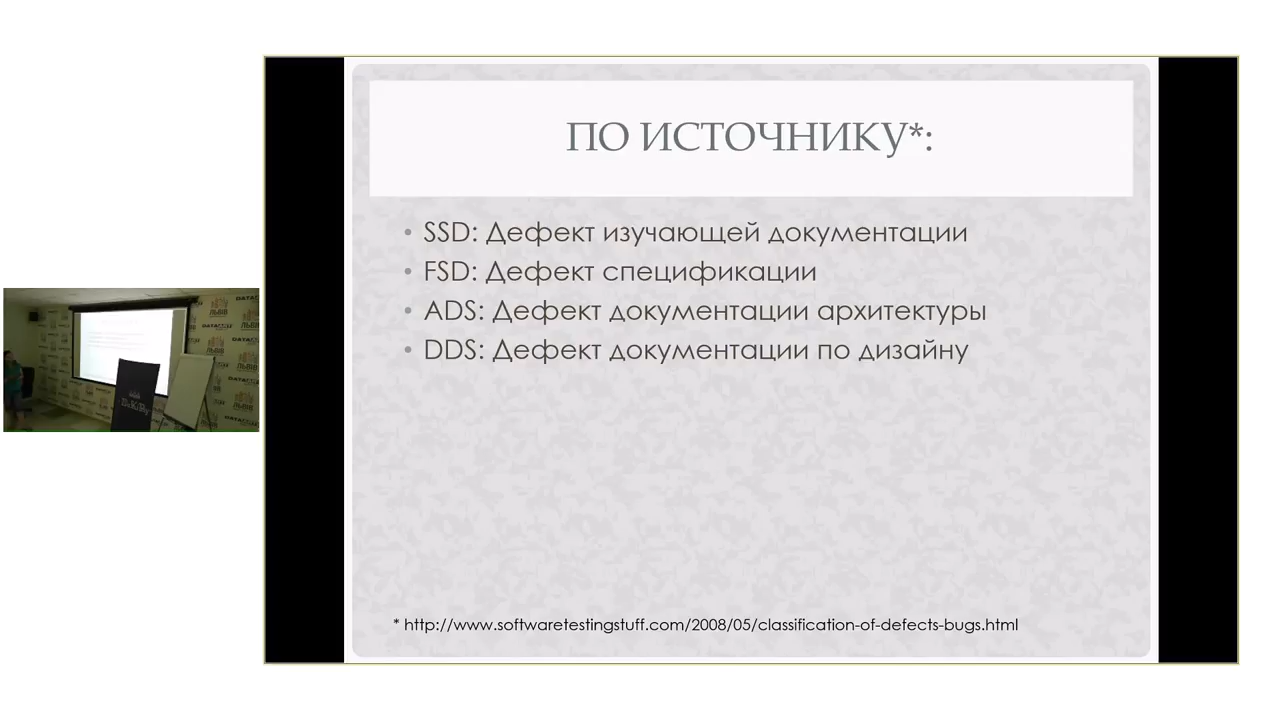 ПО ИСТОЧНИКУ*:
• SSD: Дефект изучающей документации
• FSD: Дефект спецификации
• ADS: Дефект документации архитектуры
• DDS: Дефект документации по дизайну
* http://www.softwaretestingstuff.com/2008/05/classification-of-defects-bugs.html